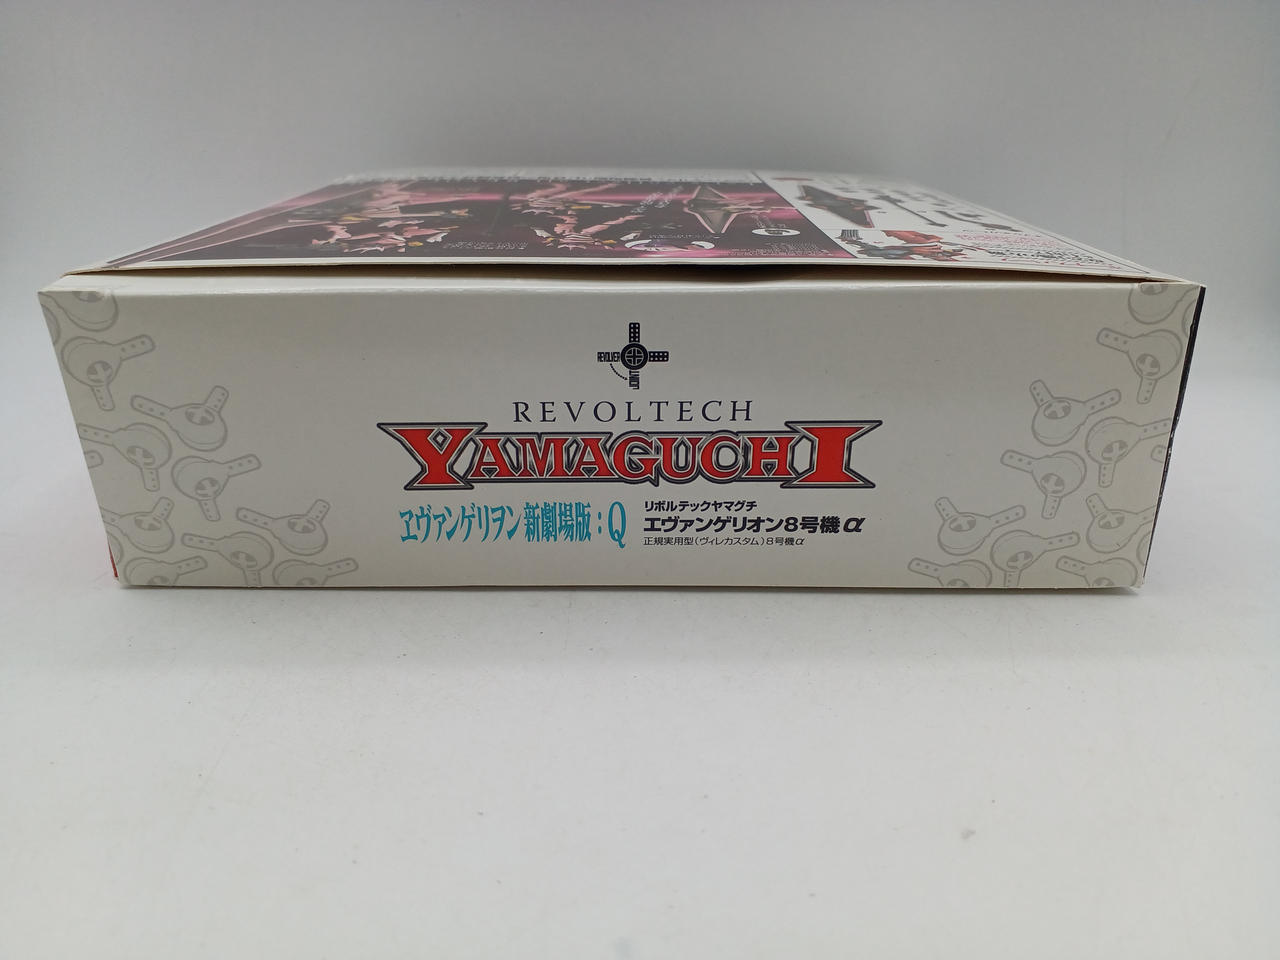 REVOLVER
REVOLTECH
YAMAGUCHI
ヱヴァンゲリヲン新劇場版:Q
リボルテックヤマグチ
エヴァンゲリオン8号機α
正規実用型(ヴィレカスタム)8号機α